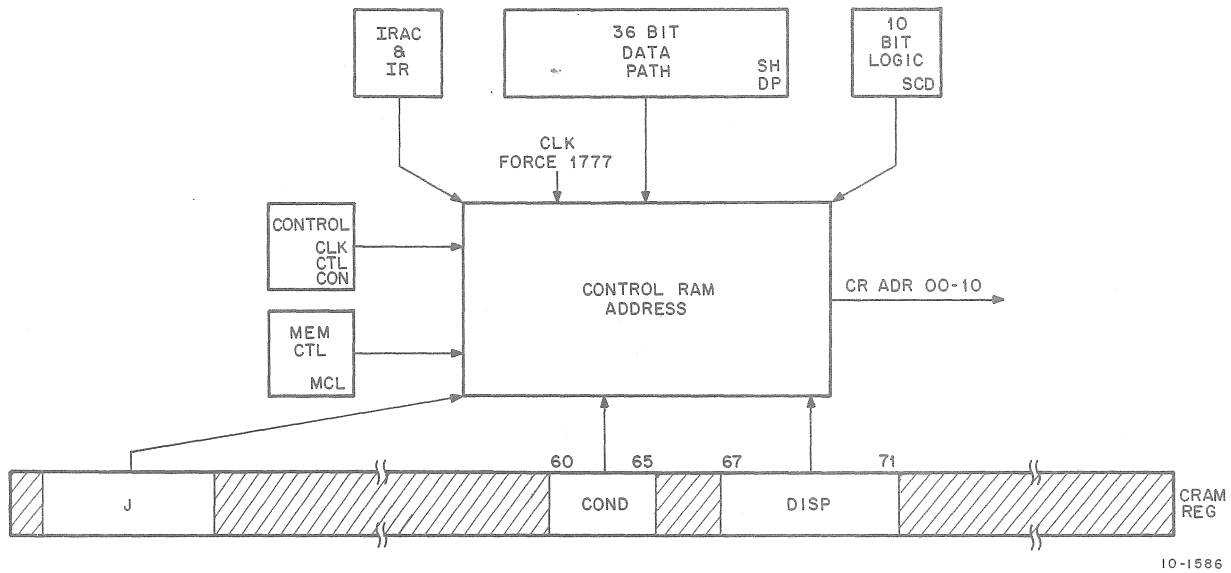 IRAC
&
IR
36 BIT
DATA
PATH
SH
DP
10
BIT
LOGIC
SCD
CLK
FORCE 1777
CONTROL
CLK
CTL
CON
MEM
CTL
MCL
CONTROL RAM
ADDRESS
CR ADR 00-10
60
65
67
71
J
COND
DISP
CRAM
REG
10-1586